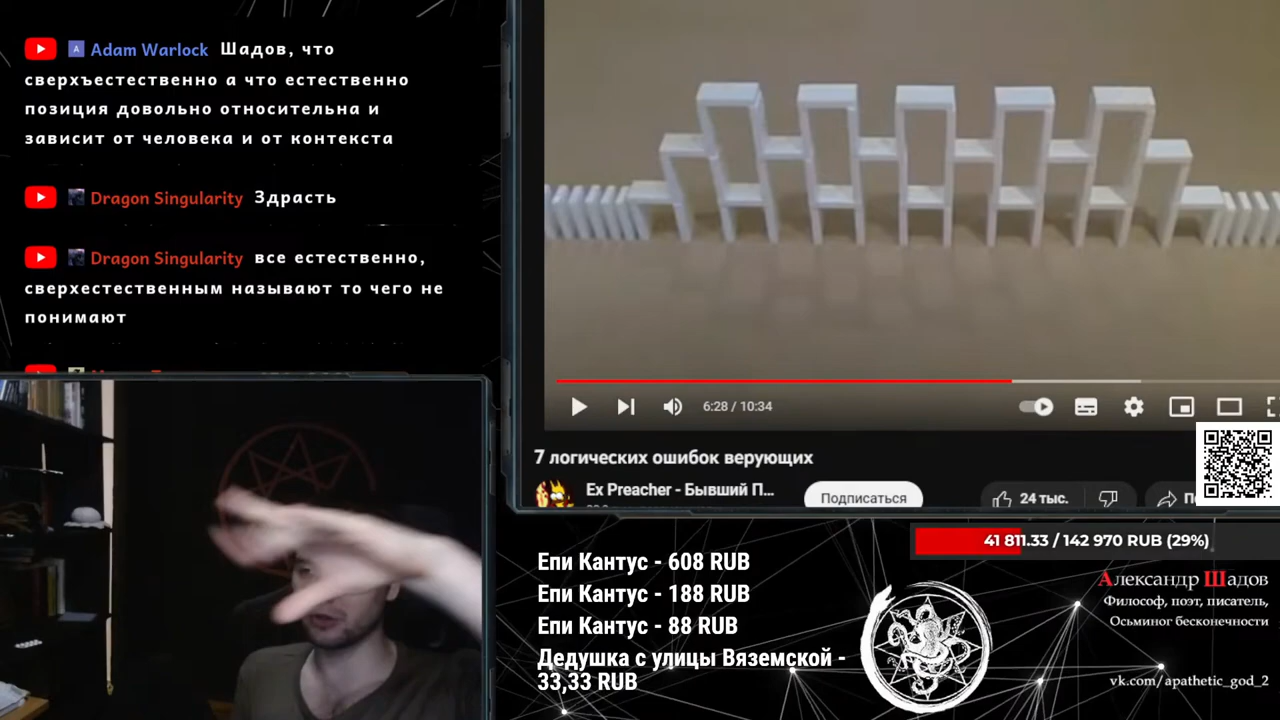 Adam Warlock Шадов, что
сверхъестественно а что естественно
позиция довольно относительна и
зависит от человека и от контекста
Dragon Singularity Здрасть
Dragon Singularity все естественно,
сверхестественным называют то чего не
понимают
6:28 / 10:34
7 логических ошибок верующих
Ex Preacher - Бывший П...
Подписаться
24 тыс.
41 811.33 / 142 970 RUB (29%)
Епи Кантус - 608 RUB
Епи Кантус - 188 RUB
Епи Кантус - 88 RUB
Дедушка с улицы Вяземской -
33,33 RUB
Александр Шадов
Философ, поэт, писатель,
Осьминог бесконечности
vk.com/apathetic_god_2